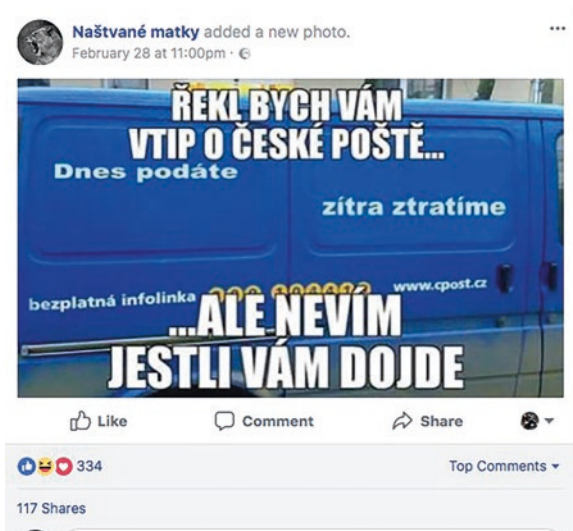 Naštvané matky added a new photo.
February 28 at 11:00pm
ŘEKL BYCH VÁM
VTIP O ČESKÉ POŠTĚ...
Dnes podáte
zítra ztratíme
bezplatná infolinka
www.cpost.cz
...ALE NEVÍM
JESTLI VÁM DOJDE
Like Comment Share
334 Top Comments
117 Shares